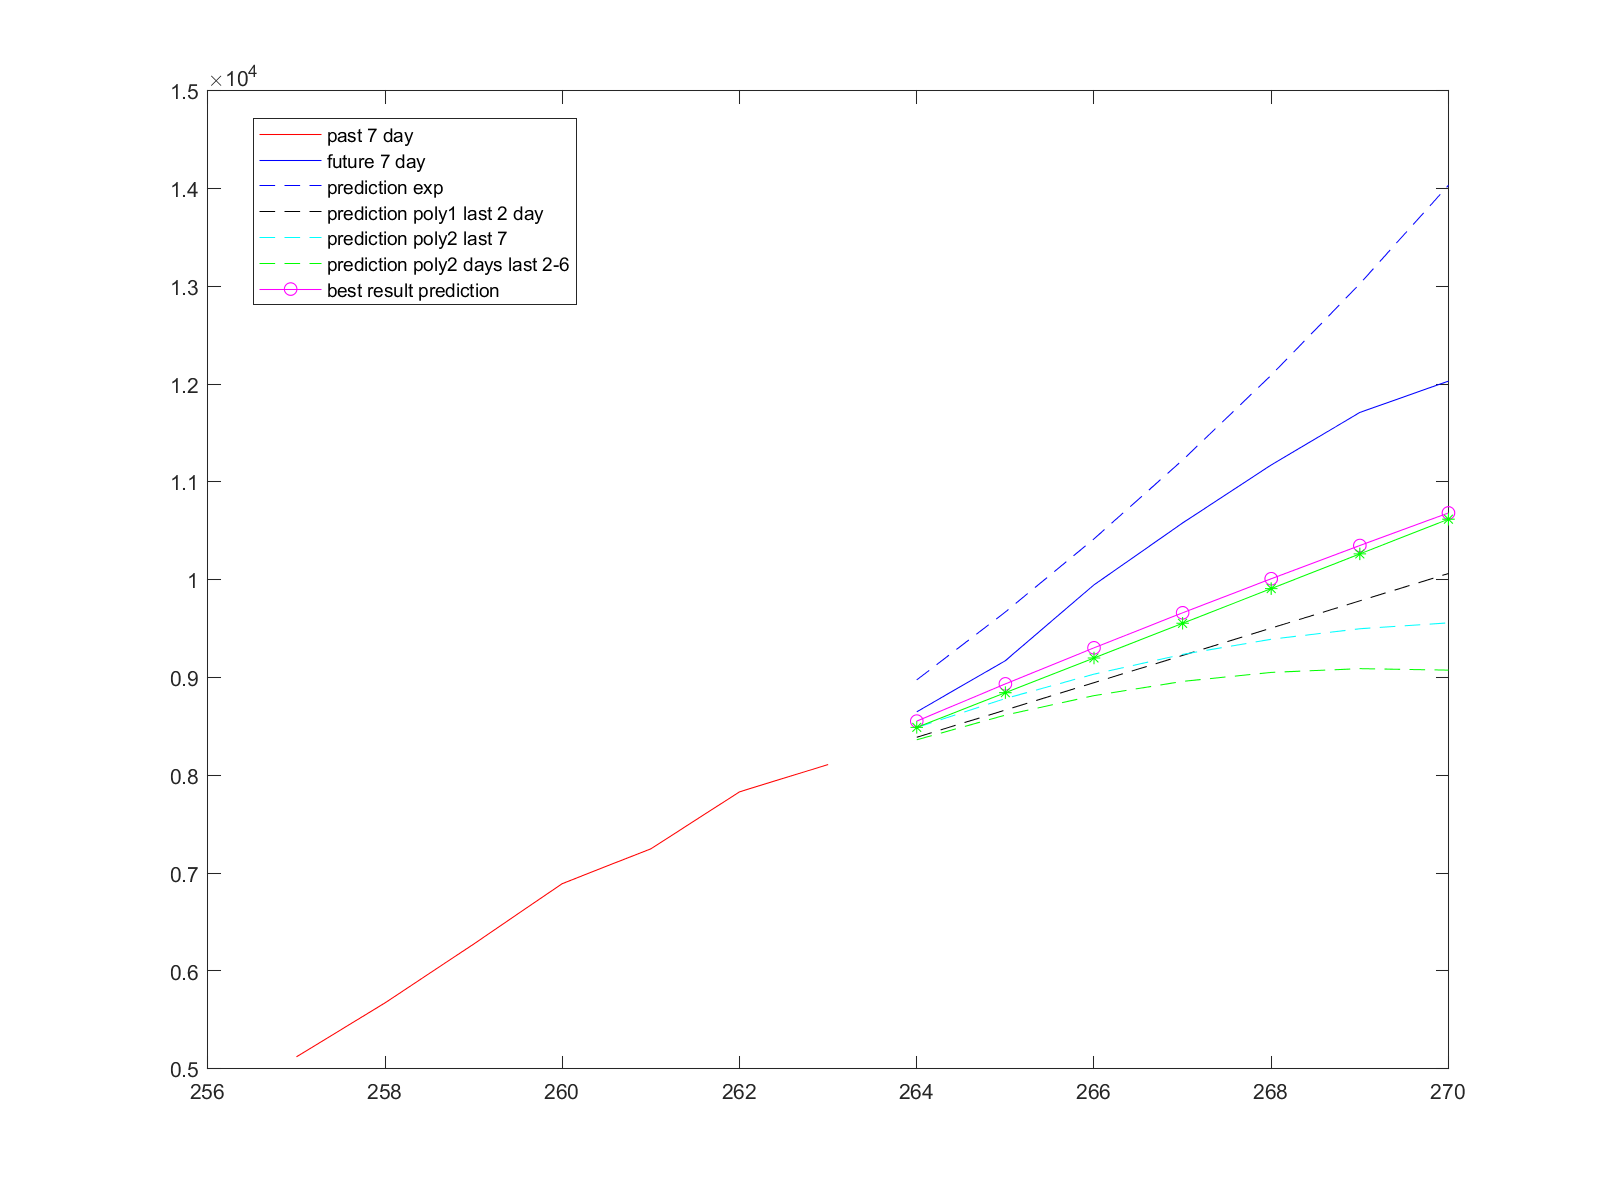 ×10⁴
1.5
1.4
1.3
1.2
1.1
1
0.9
0.8
0.7
0.6
0.5
past 7 day
future 7 day
prediction exp
prediction poly1 last 2 day
prediction poly2 last 7
prediction poly2 days last 2-6
best result prediction
256 258 260 262 264 266 268 270